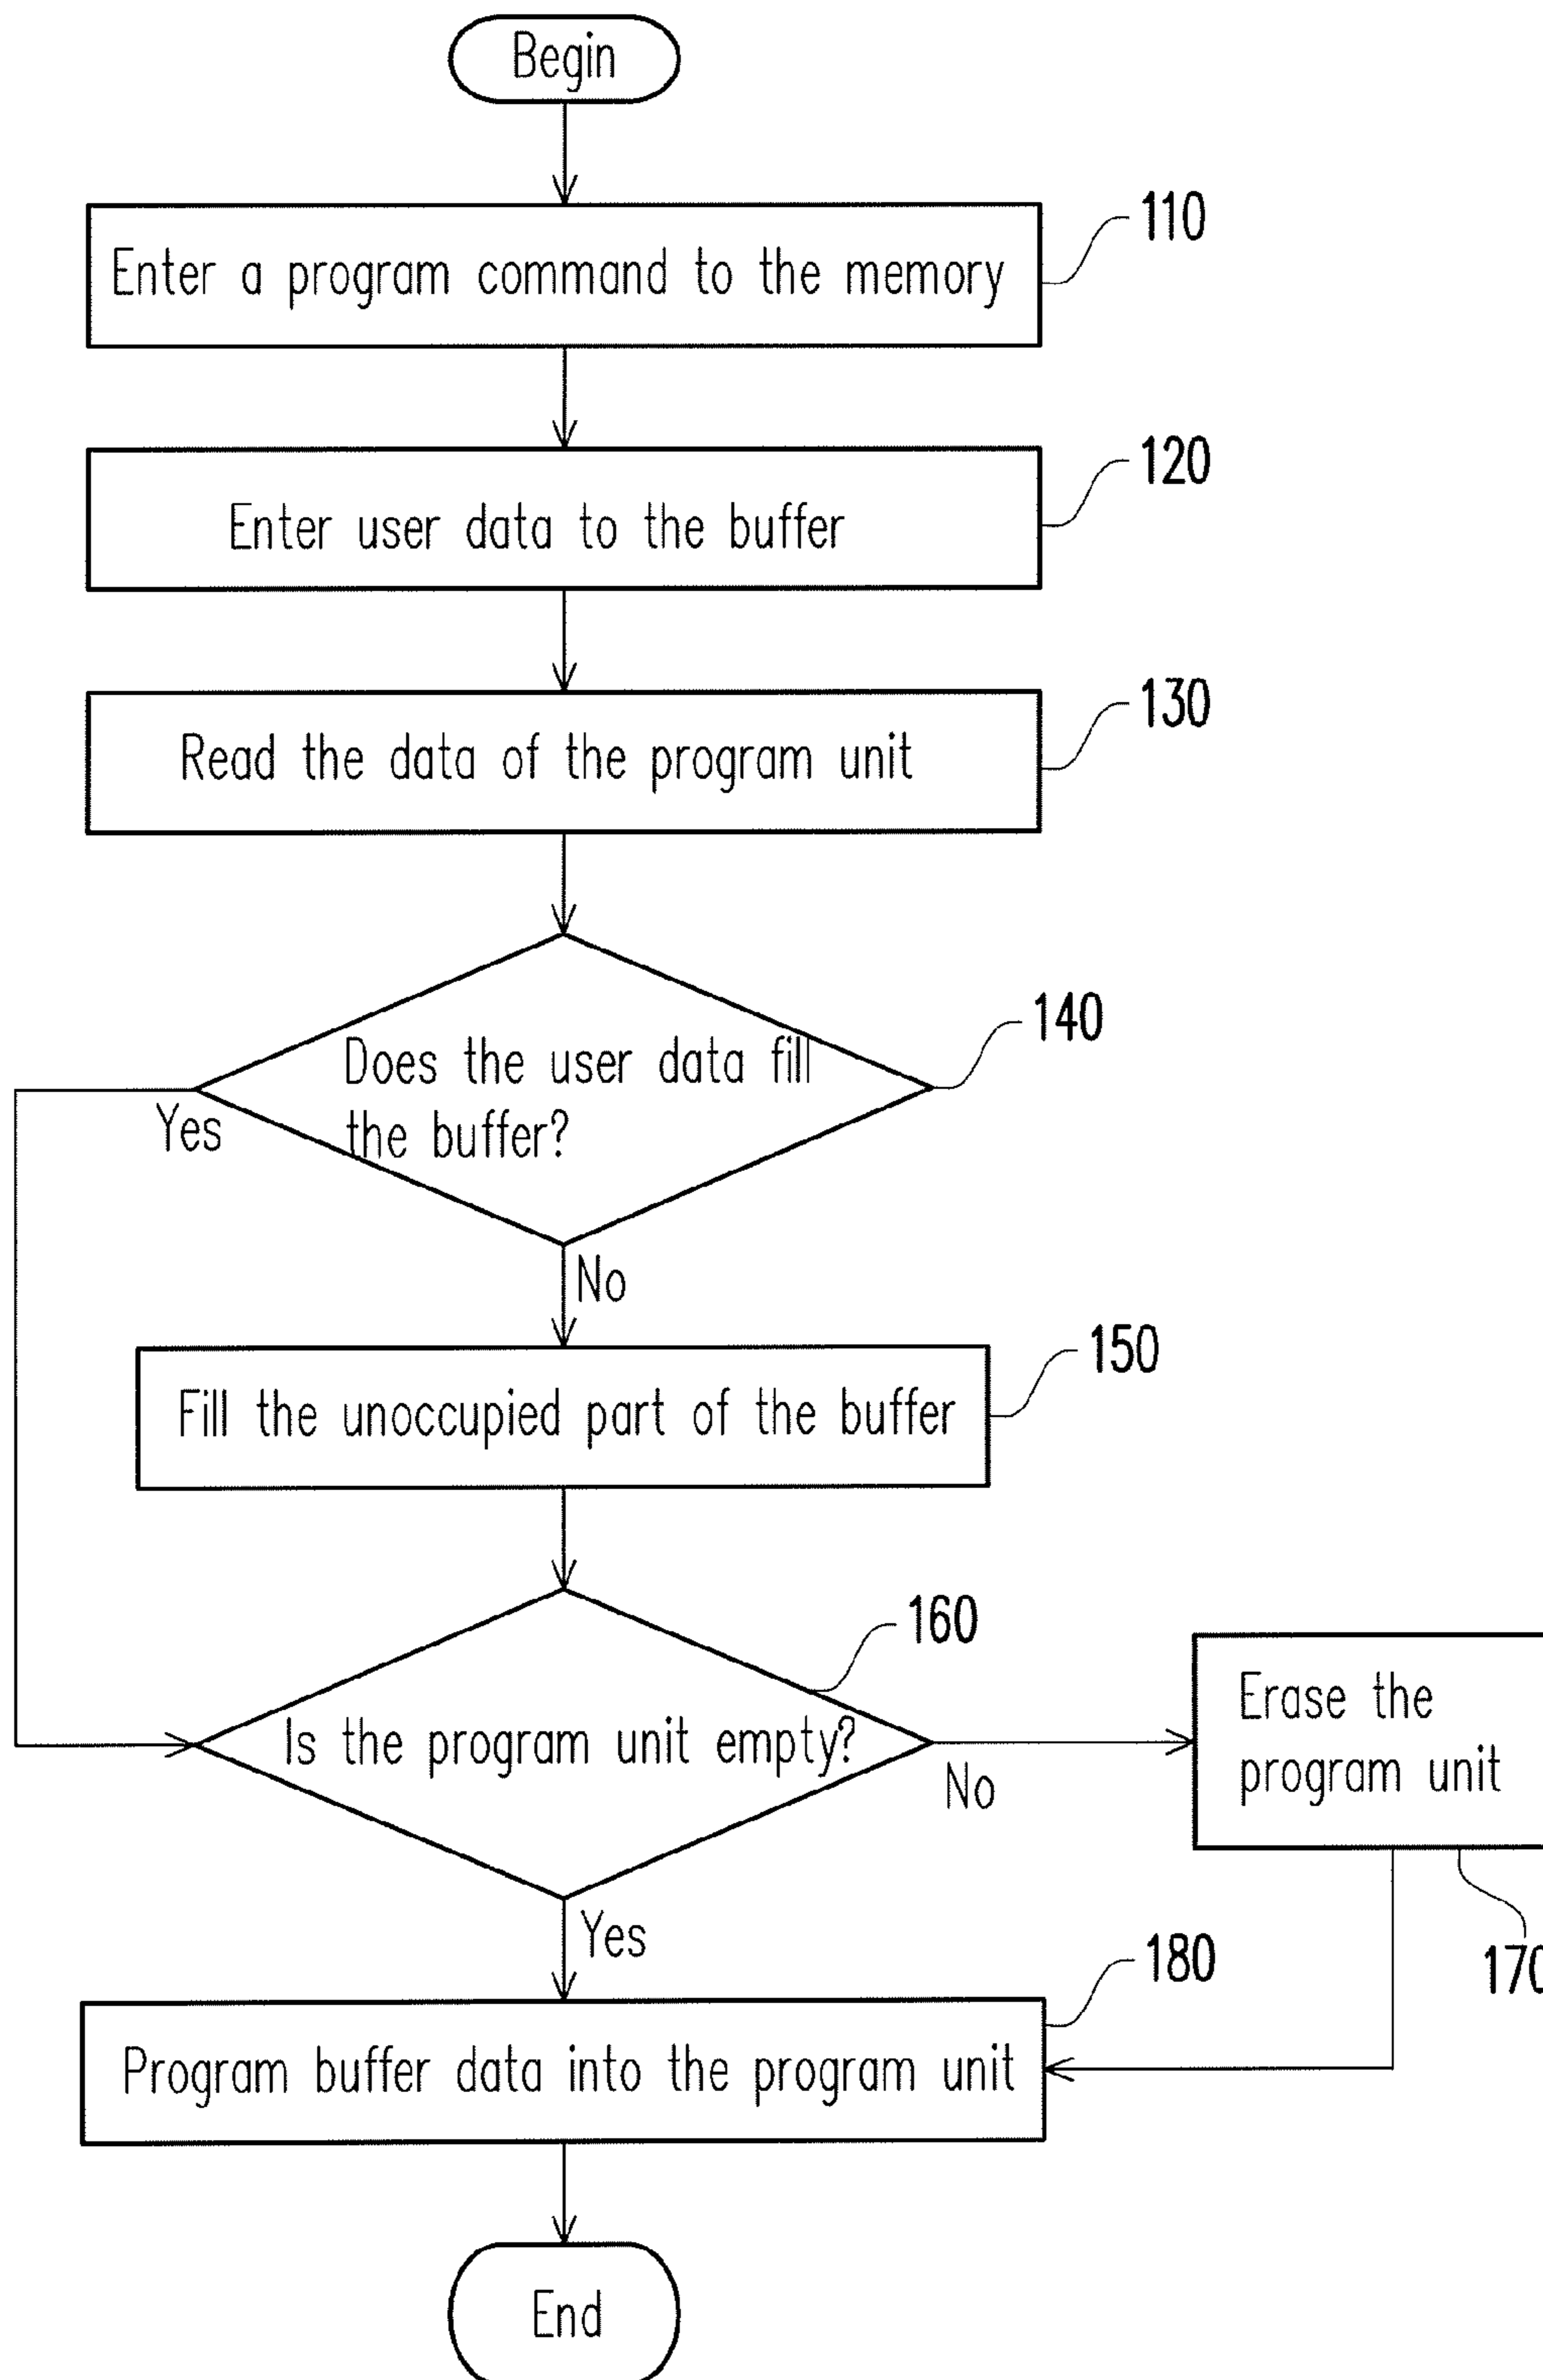 Begin
110
Enter a program command to the memory
120
Enter user data to the buffer
130
Read the data of the program unit
140
Does the user data fill
the buffer?
Yes
No
150
Fill the unoccupied part of the buffer
160
Is the program unit empty?
No
Erase the
program unit
170
Yes
180
Program buffer data into the program unit
End